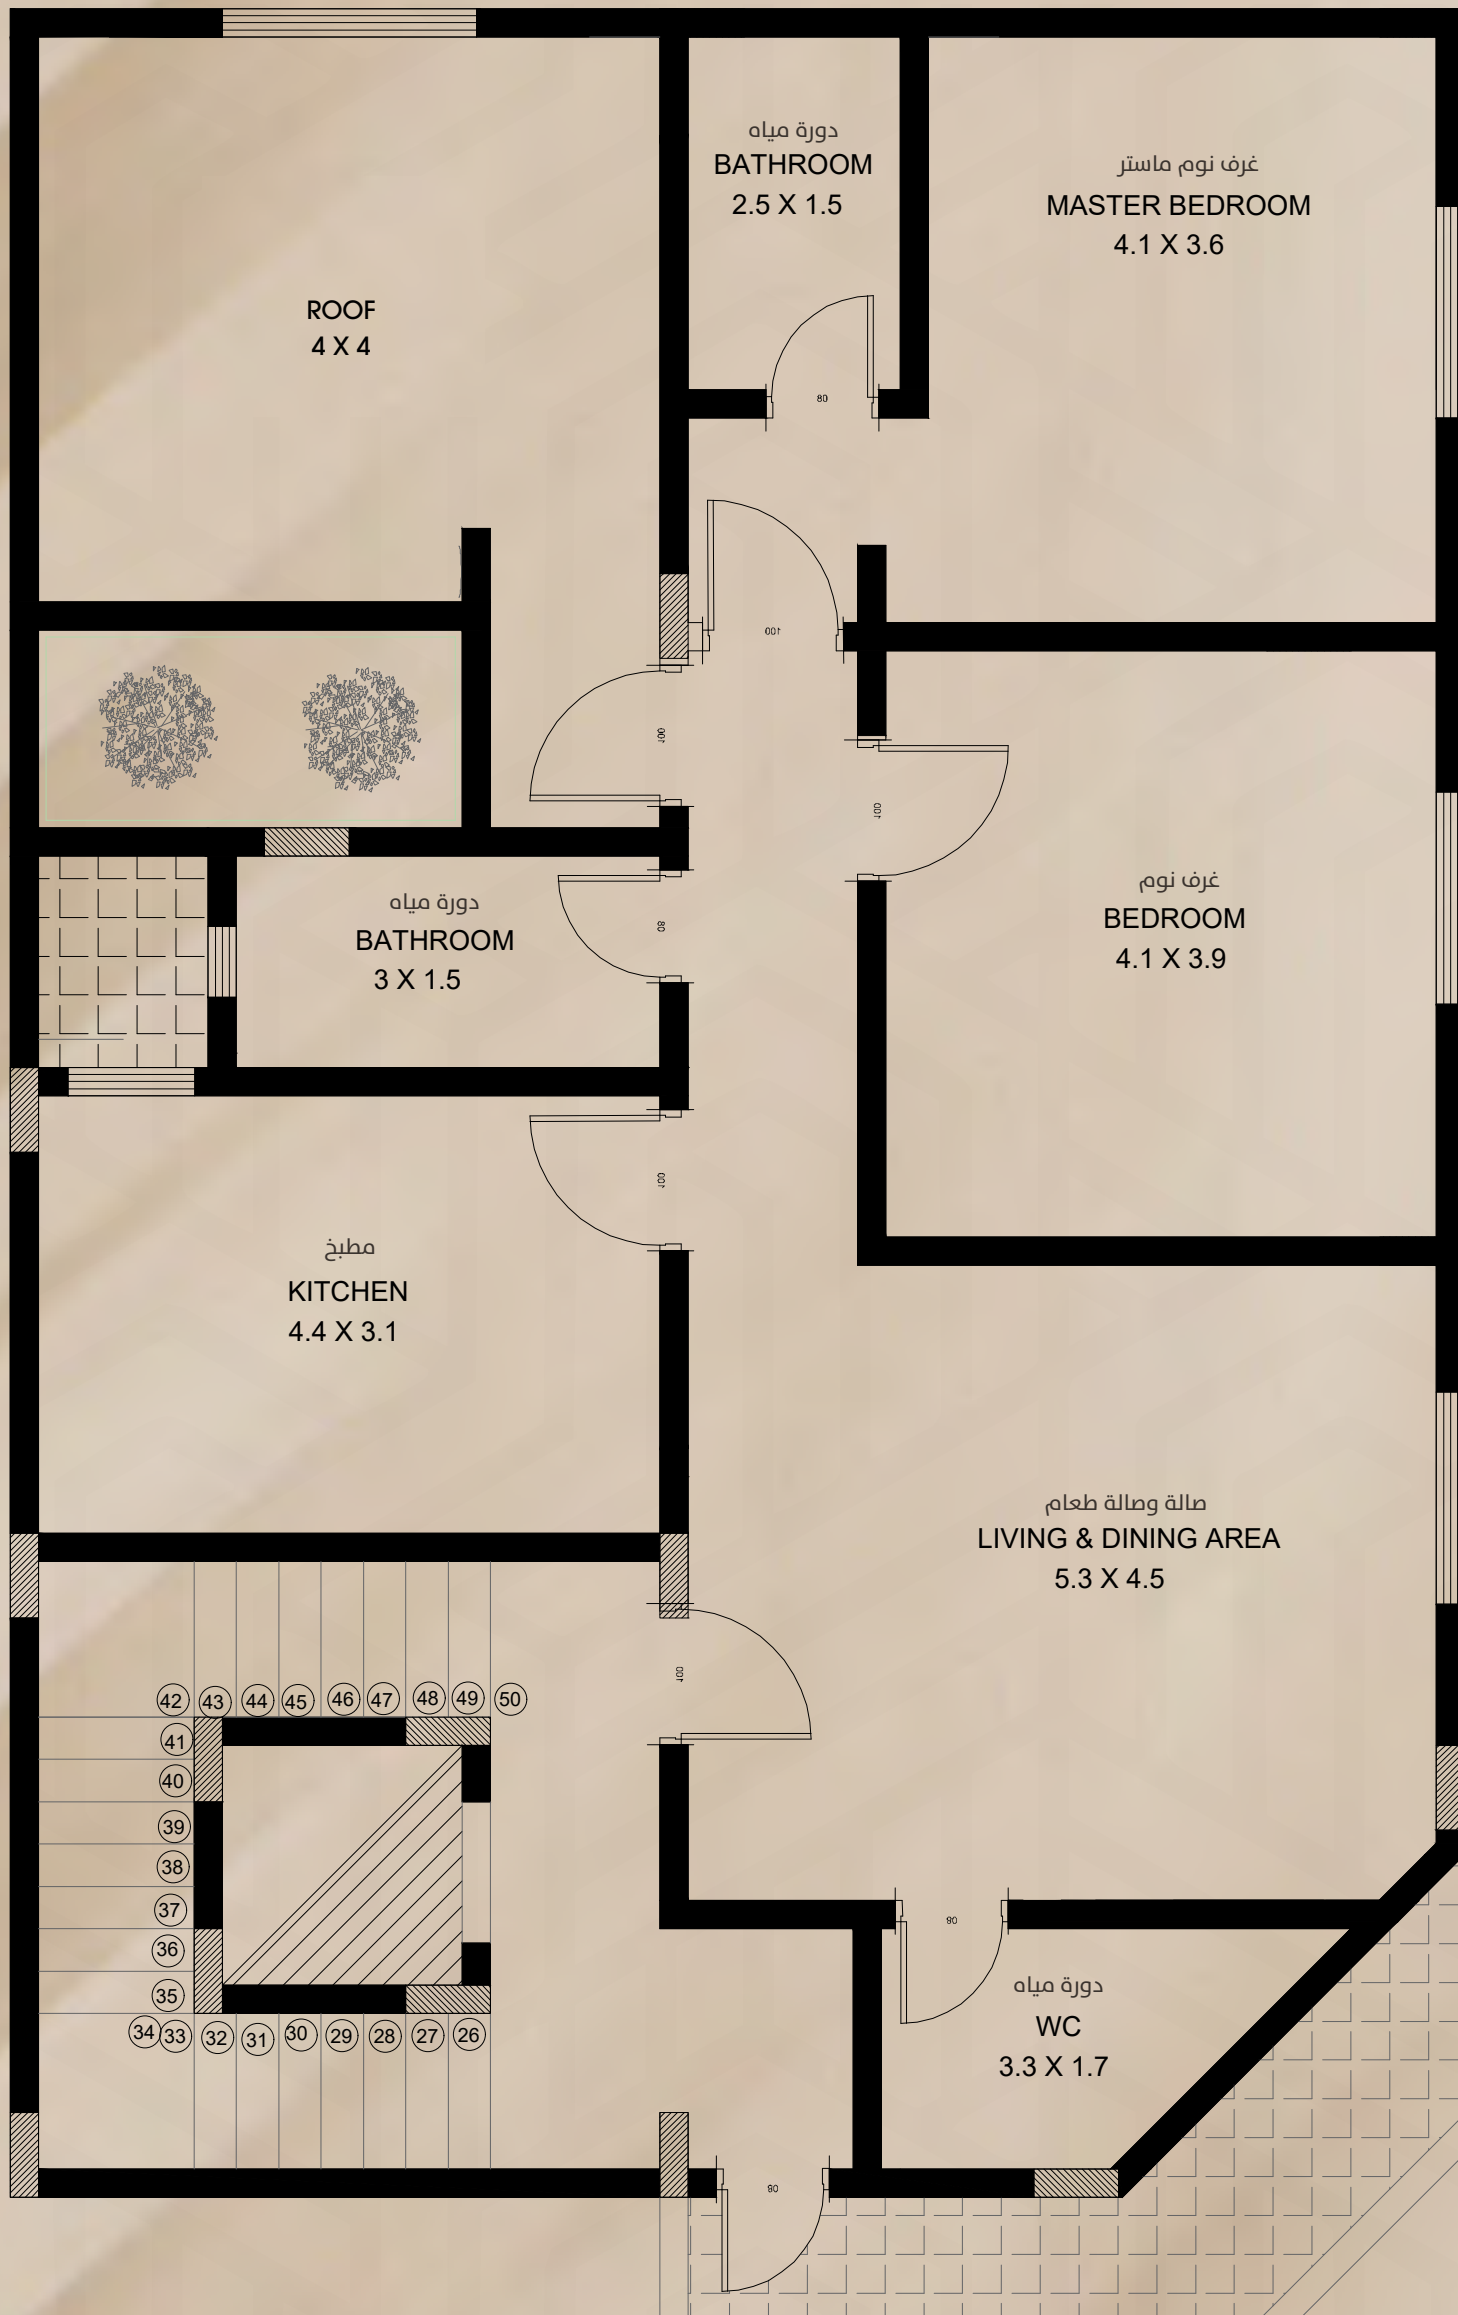 دورة مياه
BATHROOM
2.5 X 1.5
غرف نوم ماستر
MASTER BEDROOM
4.1 X 3.6
ROOF
4 X 4
80
100
100
100
غرف نوم
BEDROOM
4.1 X 3.9
دورة مياه
BATHROOM
3 X 1.5
80
100
مطبخ
KITCHEN
4.4 X 3.1
صالة وصالة طعام
LIVING & DINING AREA
5.3 X 4.5
100
42 43 44 45 46 47 48 49 50
41
40
39
38
37
36
35
34 33 32 31 30 29 28 27 26
80
دورة مياه
WC
3.3 X 1.7
80